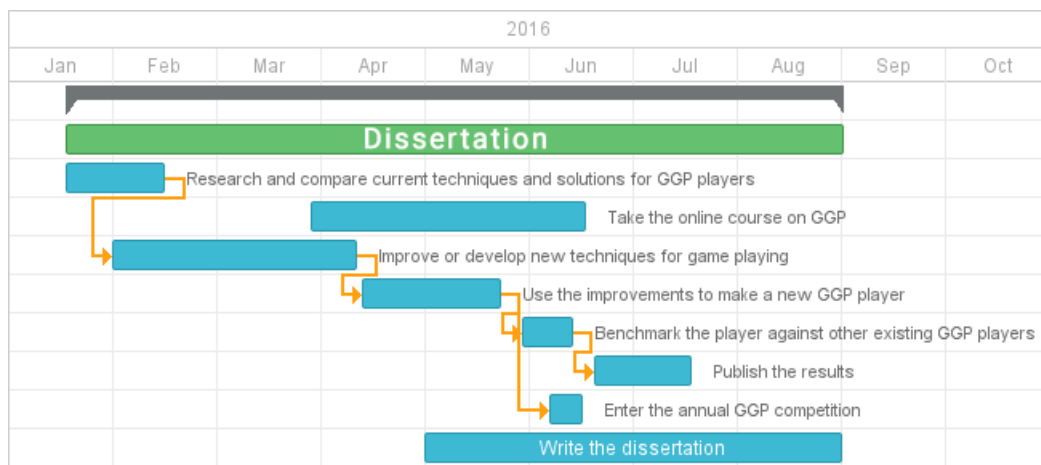 2016
Jan Feb Mar Apr May Jun Jul Aug Sep Oct
Dissertation
Research and compare current techniques and solutions for GGP players
Take the online course on GGP
Improve or develop new techniques for game playing
Use the improvements to make a new GGP player
Benchmark the player against other existing GGP players
Publish the results
Enter the annual GGP competition
Write the dissertation